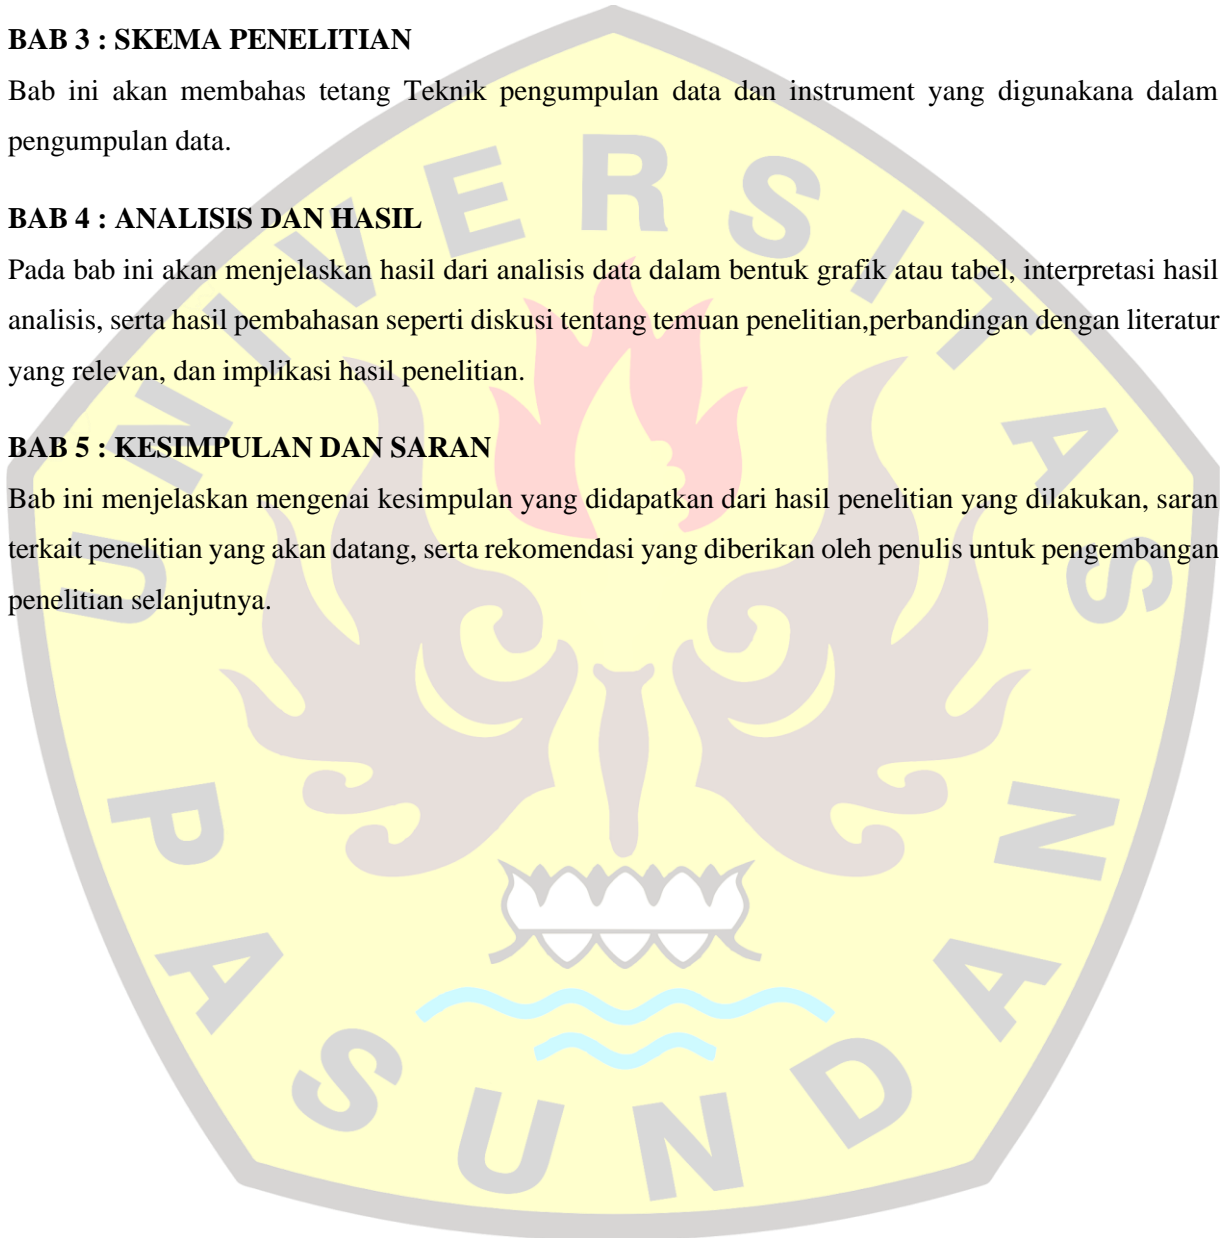 BAB 3 : SKEMA PENELITIAN
Bab ini akan membahas tetang Teknik pengumpulan data dan instrument yang digunakana dalam
pengumpulan data.
BAB 4 : ANALISIS DAN HASIL
Pada bab ini akan menjelaskan hasil dari analisis data dalam bentuk grafik atau tabel, interpretasi hasil
analisis, serta hasil pembahasan seperti diskusi tentang temuan penelitian,perbandingan dengan literatur
yang relevan, dan implikasi hasil penelitian.
BAB 5 : KESIMPULAN DAN SARAN
Bab ini menjelaskan mengenai kesimpulan yang didapatkan dari hasil penelitian yang dilakukan, saran
terkait penelitian yang akan datang, serta rekomendasi yang diberikan oleh penulis untuk pengembangan
penelitian selanjutnya.
UNIVERSITAS
PASUNDAN